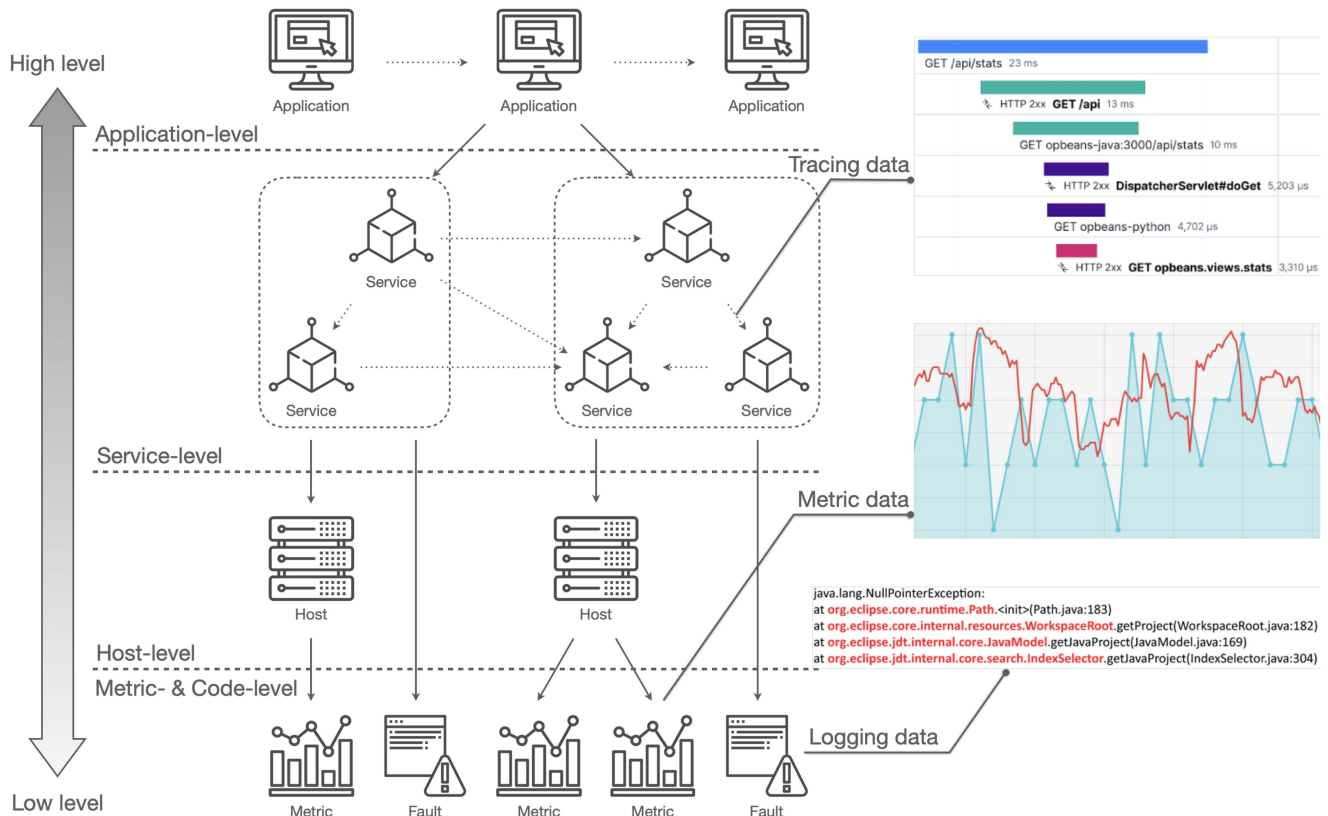 High level
Application
Application
Application
Application-level
Service
Service
Service
Service
Service
Service-level
Host
Host
Host-level
Metric- & Code-level
Metric
Fault
Metric
Metric
Fault
Low level
Tracing data
GET /api/stats 23 ms
HTTP 2xx GET /api 13 ms
GET opbeans-java:3000/api/stats 10 ms
HTTP 2xx DispatcherServlet#doGet 5,203 μs
GET opbeans-python 4,702 μs
HTTP 2xx GET opbeans.views.stats 3,310 μs
Metric data
java.lang.NullPointerException:
at org.eclipse.core.runtime.Path.<init>(Path.java:183)
at org.eclipse.core.internal.resources.WorkspaceRoot.getProject(WorkspaceRoot.java:182)
at org.eclipse.jdt.internal.core.JavaModel.getJavaProject(JavaModel.java:169)
at org.eclipse.jdt.internal.core.search.IndexSelector.getJavaProject(IndexSelector.java:304)
Logging data